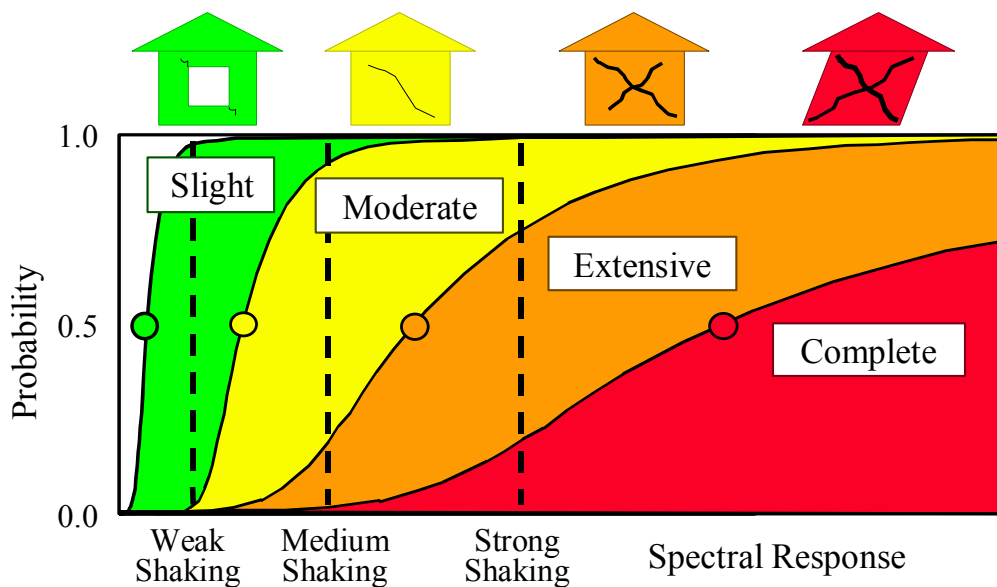 1.0
Slight
Moderate
Extensive
0.5
Complete
Probability
0.0
Weak
Shaking
Medium
Shaking
Strong
Shaking
Spectral Response